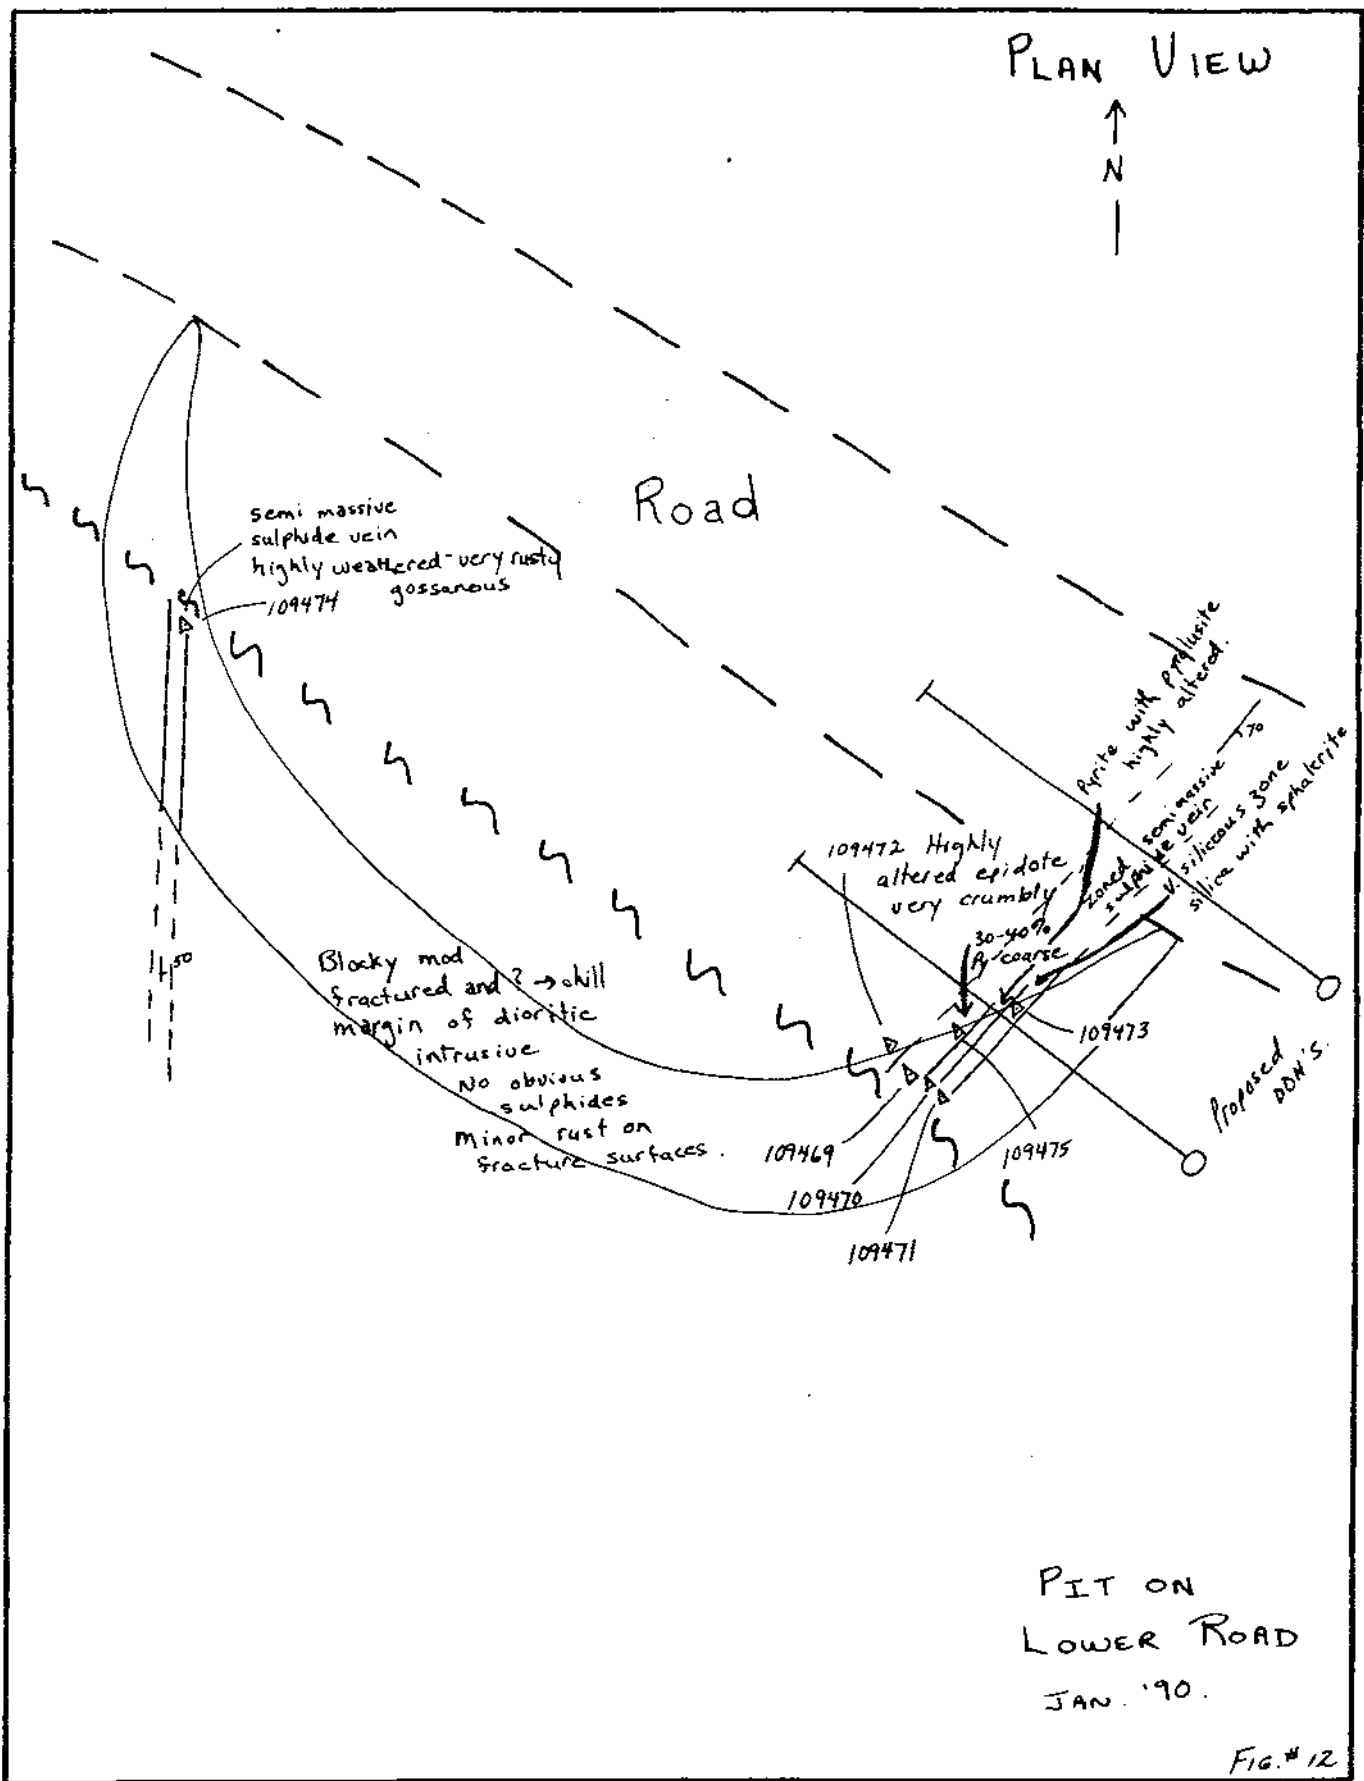 PLAN VIEW
N
Road
semi massive
sulphide vein
highly weathered - very rusty
gossanous
109474
50
Pyrite with pyrolusite
highly altered.
70
zoned semi massive
sulphide vein
V. siliceous zone
silica with sphalerite
109472 Highly
altered epidote
very crumbly
30-40%
Py coarse
Blocky mod
fractured and ? → chill
margin of dioritic
intrusive
No obvious
sulphides
Minor rust on
fracture surfaces.
109473
109475
109469
109470
109471
Proposed
DDH'S.
PIT ON
LOWER ROAD
JAN. '90.
FIG. # 12